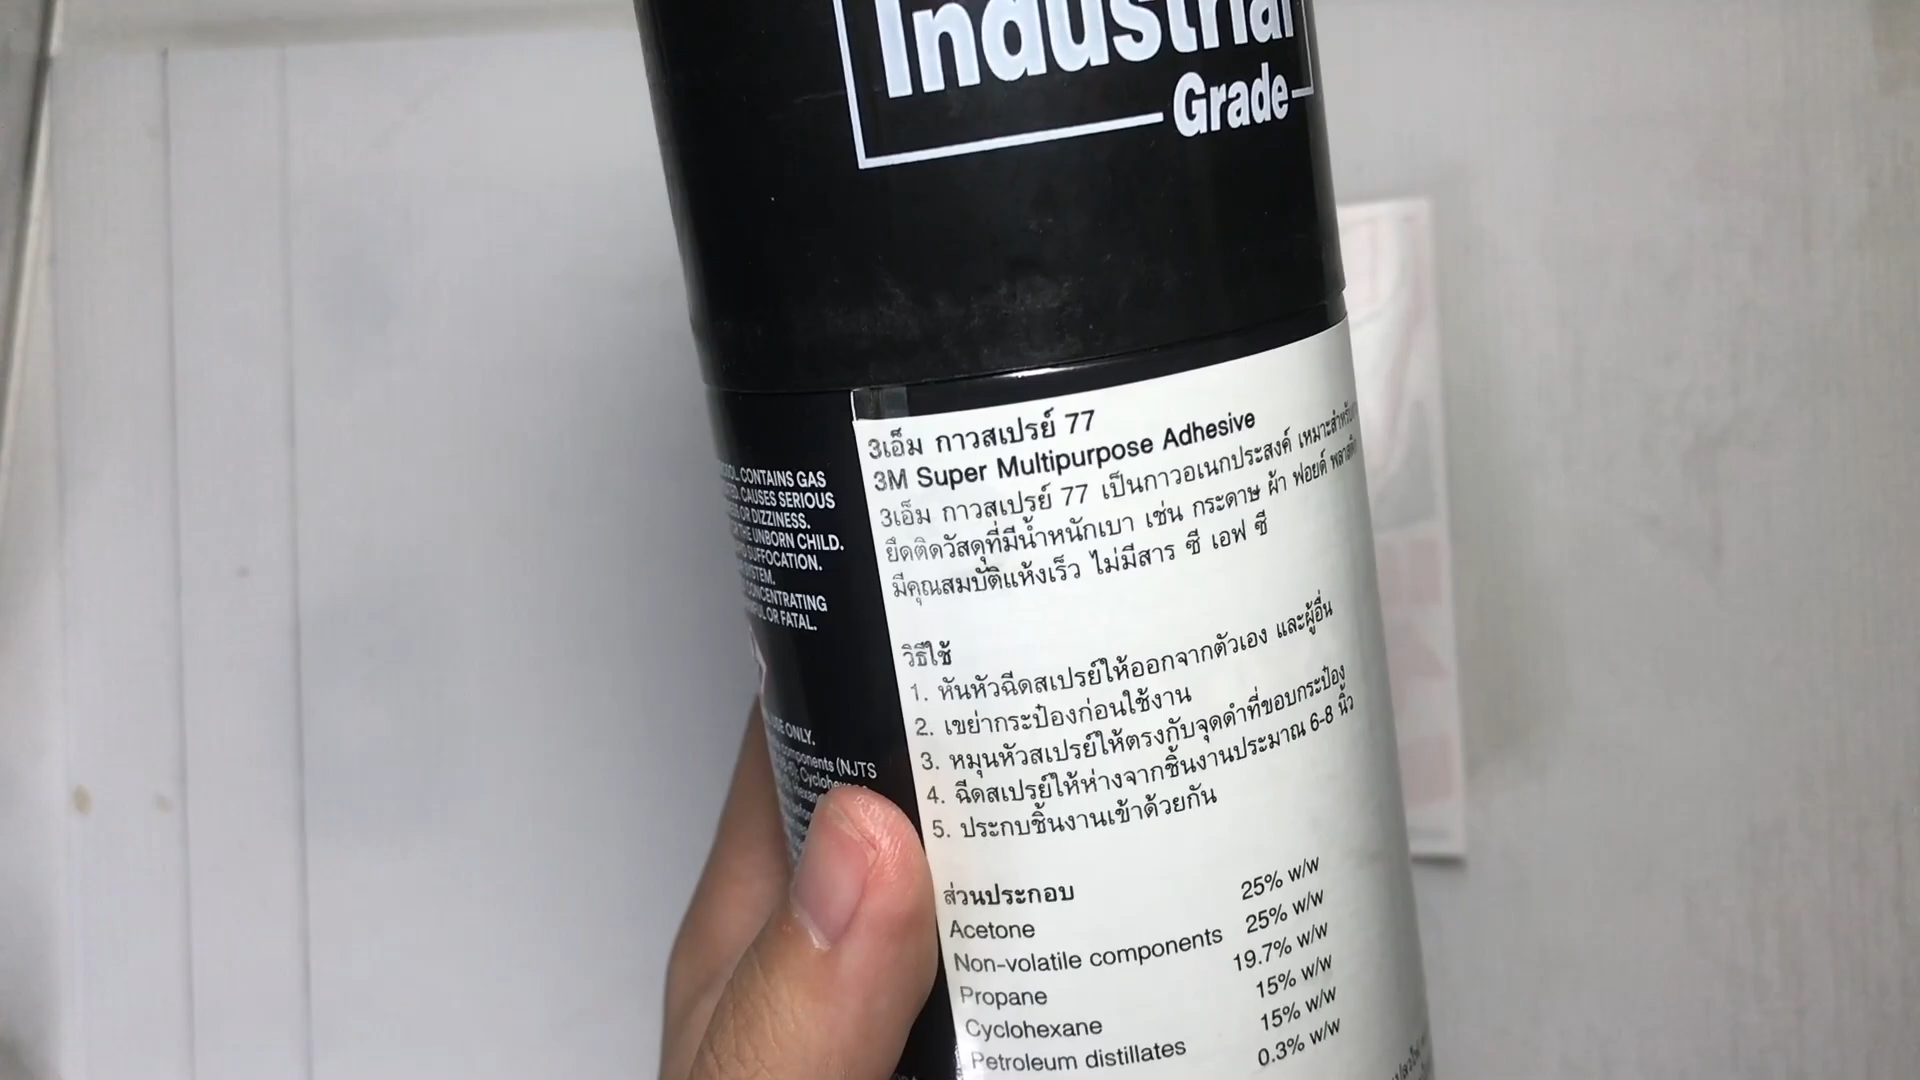 Industrial
Grade
CONTAINS GAS
CAUSES SERIOUS
OR DIZZINESS.
THE UNBORN CHILD.
SUFFOCATION.
SYSTEM.
CONCENTRATING
OR FATAL.
USE ONLY.
components (NJTS
3เอ็ม กาวสเปรย์ 77
3M Super Multipurpose Adhesive
3เอ็ม กาวสเปรย์ 77 เป็นกาวอเนกประสงค์ เหมาะสำหรับ
ยึดติดวัสดุที่มีน้ำหนักเบา เช่น กระดาษ ผ้า ฟอยด์
มีคุณสมบัติแห้งเร็ว ไม่มีสาร ซี เอฟ ซี
วิธีใช้
1. หันหัวฉีดสเปรย์ให้ออกจากตัวเอง และผู้อื่น
2. เขย่ากระป๋องก่อนใช้งาน
3. หมุนหัวสเปรย์ให้ตรงกับจุดดำที่ขอบกระป๋อง
4. ฉีดสเปรย์ให้ห่างจากชิ้นงานประมาณ 6-8 นิ้ว
5. ประกบชิ้นงานเข้าด้วยกัน
ส่วนประกอบ
Acetone 25% w/w
Non-volatile components 25% w/w
Propane 19.7% w/w
Cyclohexane 15% w/w
Petroleum distillates 15% w/w
0.3% w/w